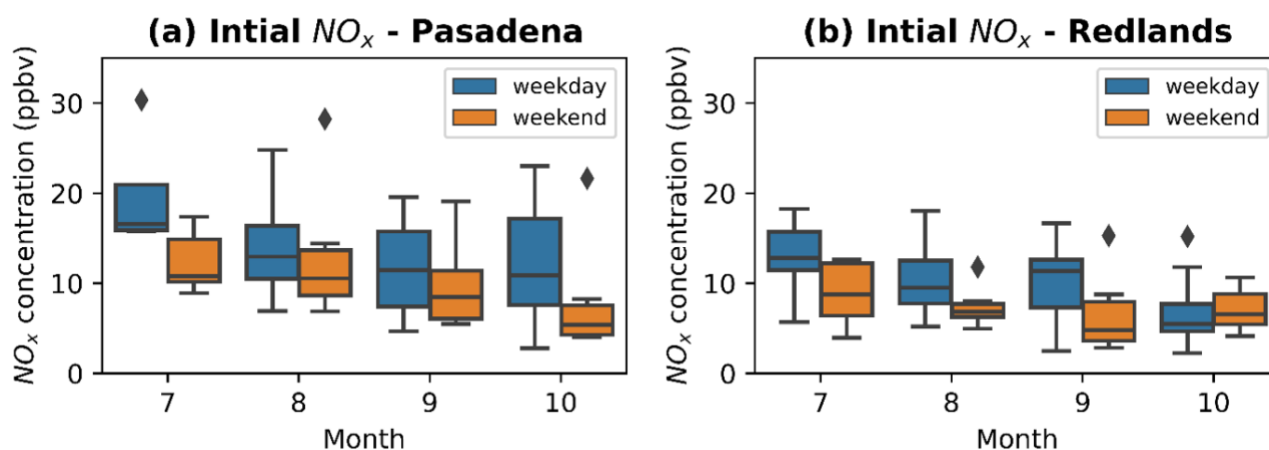 (a) Intial NOx - Pasadena
NOx concentration (ppbv)
30
20
10
0
weekday
weekend
7 8 9 10
Month
(b) Intial NOx - Redlands
NOx concentration (ppbv)
30
20
10
0
weekday
weekend
7 8 9 10
Month